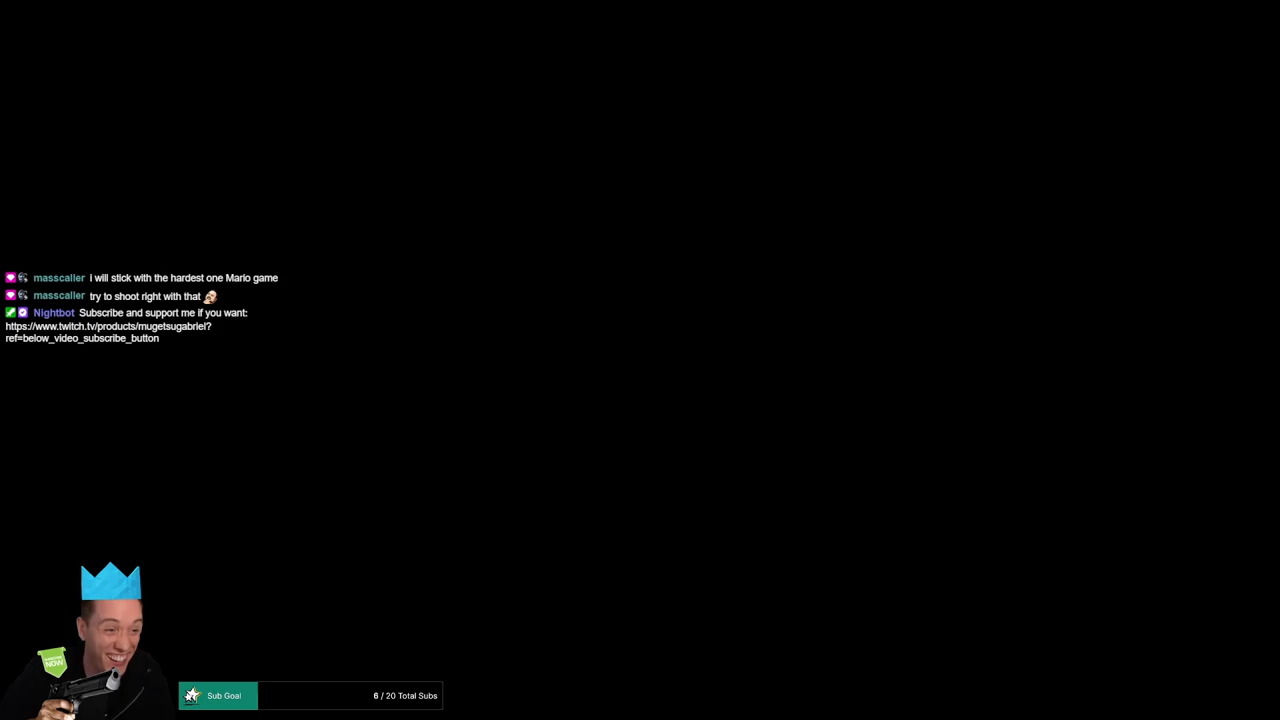 masscaller i will stick with the hardest one Mario game
masscaller try to shoot right with that
Nightbot Subscribe and support me if you want:
https://www.twitch.tv/products/mugetsugabriel?
ref=below_video_subscribe_button
NOW
Sub Goal 6 / 20 Total Subs